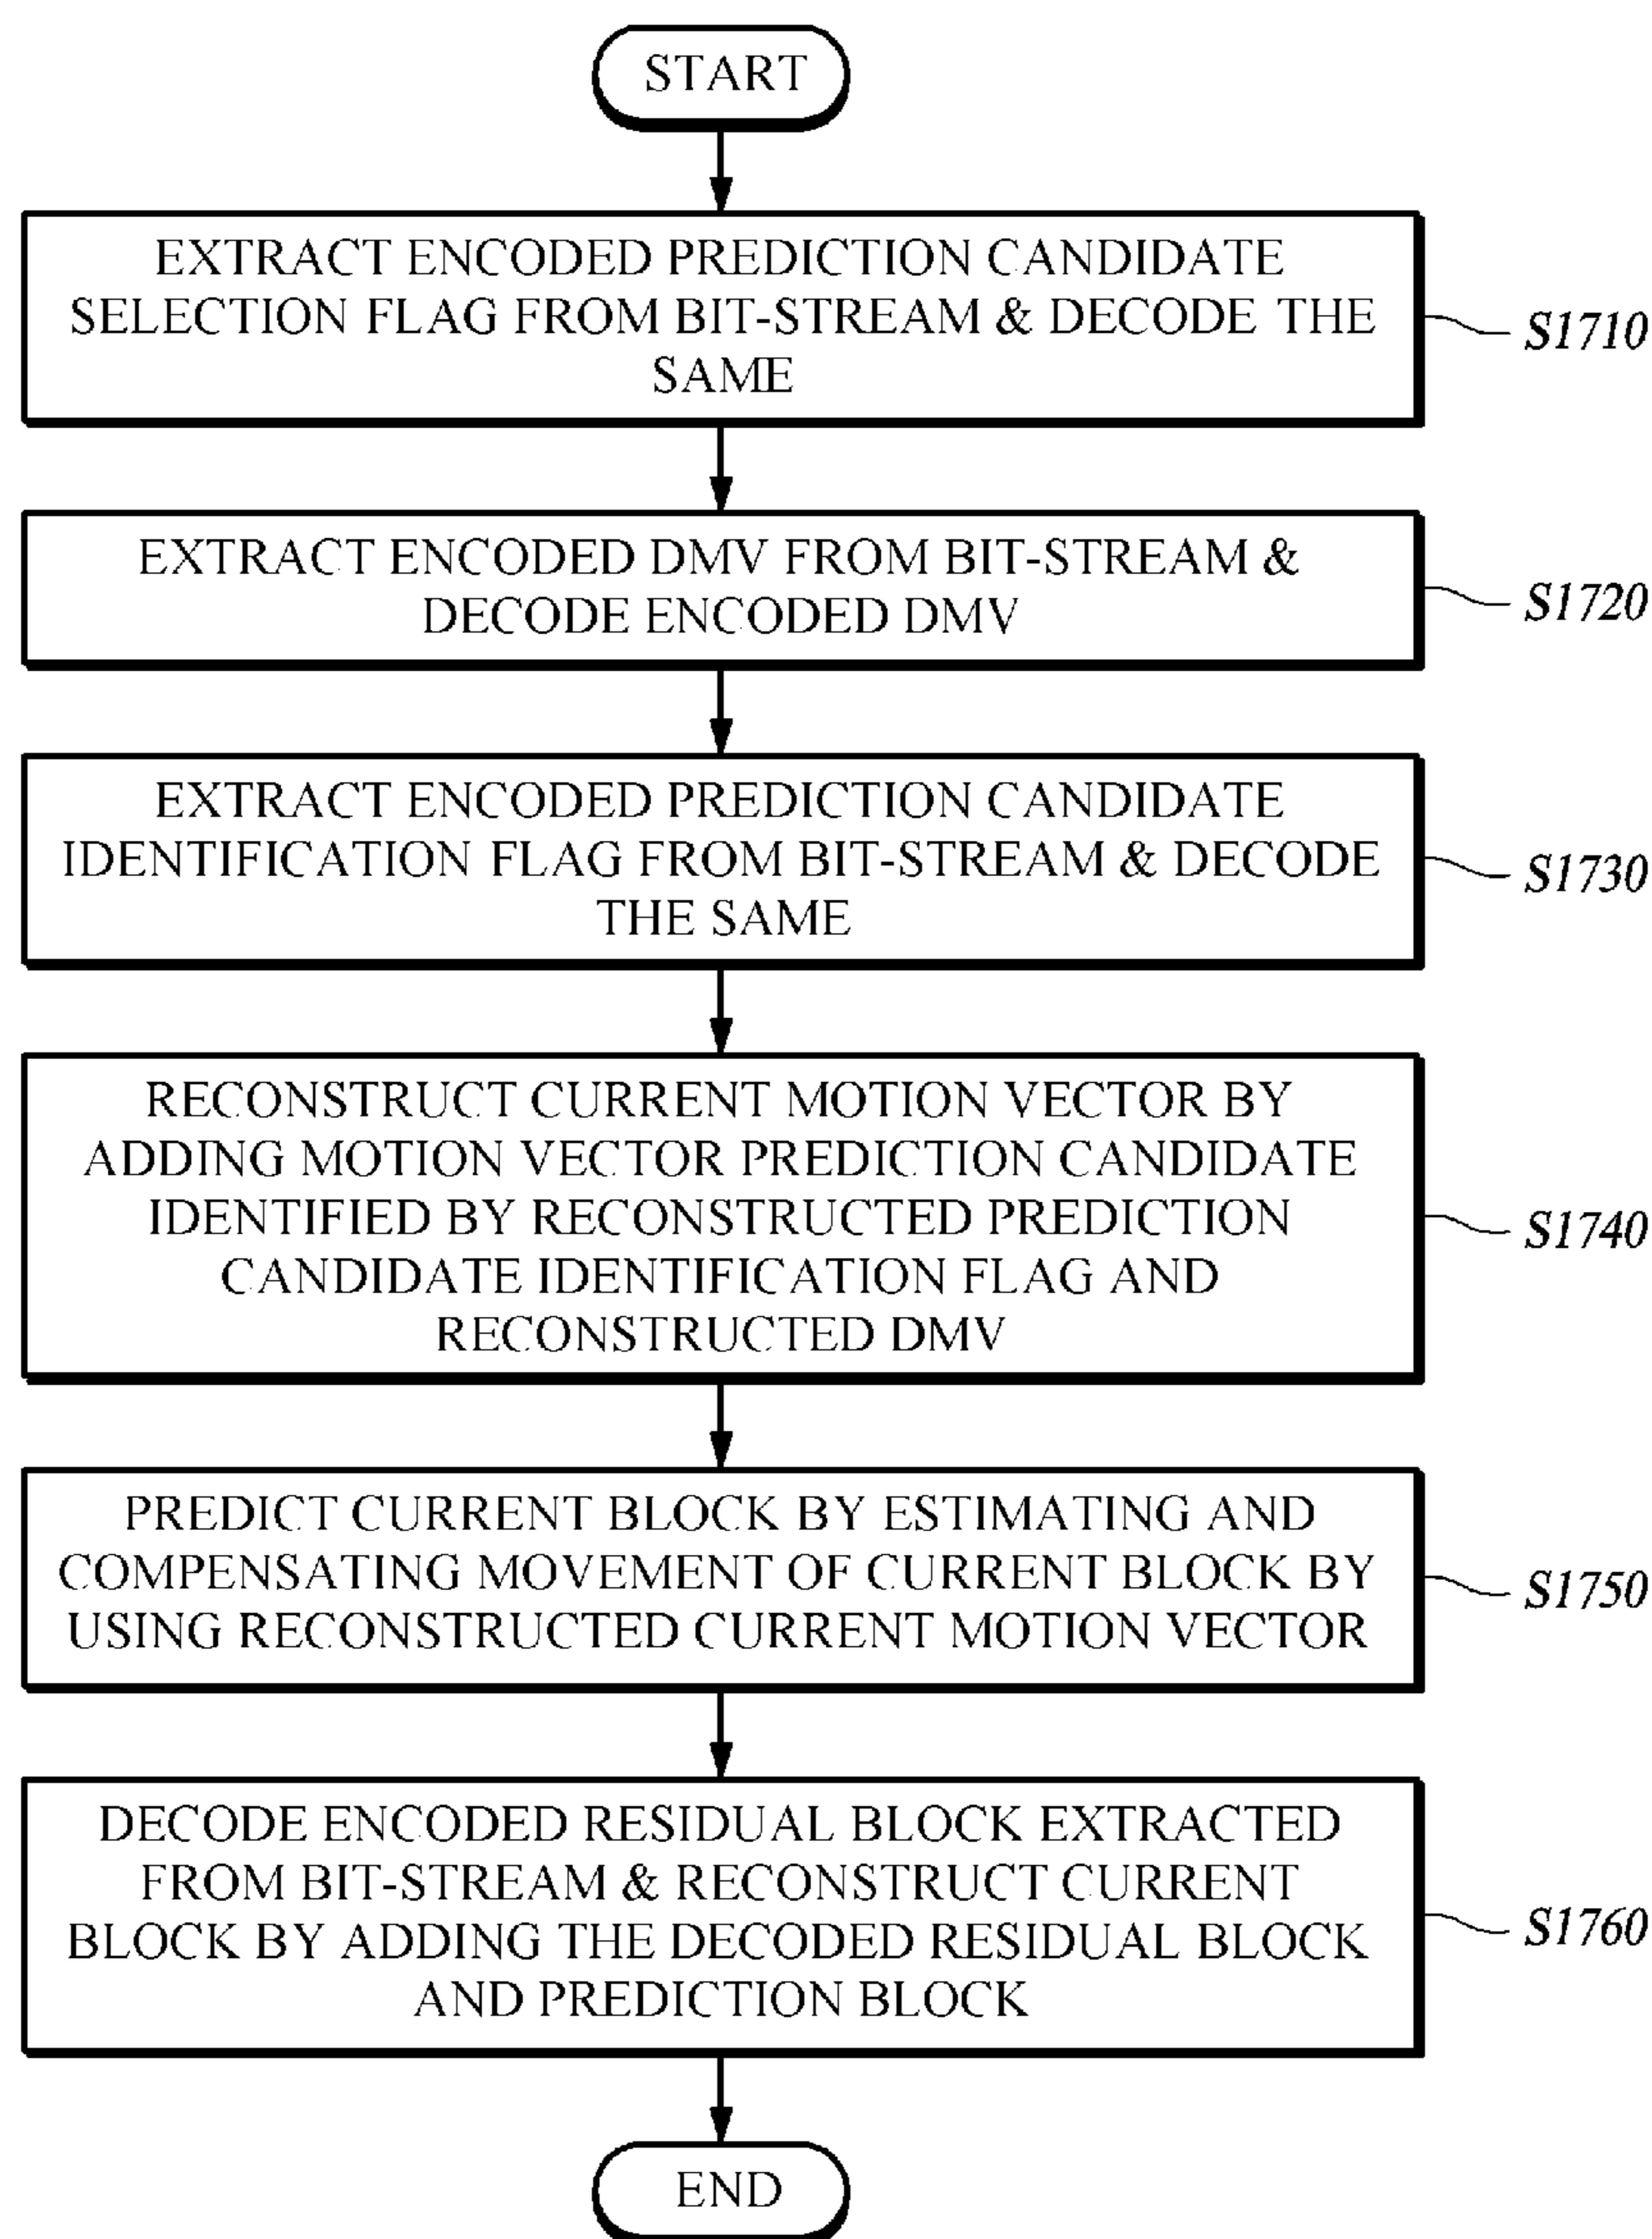 START
EXTRACT ENCODED PREDICTION CANDIDATE
SELECTION FLAG FROM BIT-STREAM & DECODE THE
SAME
S1710
EXTRACT ENCODED DMV FROM BIT-STREAM &
DECODE ENCODED DMV
S1720
EXTRACT ENCODED PREDICTION CANDIDATE
IDENTIFICATION FLAG FROM BIT-STREAM & DECODE
THE SAME
S1730
RECONSTRUCT CURRENT MOTION VECTOR BY
ADDING MOTION VECTOR PREDICTION CANDIDATE
IDENTIFIED BY RECONSTRUCTED PREDICTION
CANDIDATE IDENTIFICATION FLAG AND
RECONSTRUCTED DMV
S1740
PREDICT CURRENT BLOCK BY ESTIMATING AND
COMPENSATING MOVEMENT OF CURRENT BLOCK BY
USING RECONSTRUCTED CURRENT MOTION VECTOR
S1750
DECODE ENCODED RESIDUAL BLOCK EXTRACTED
FROM BIT-STREAM & RECONSTRUCT CURRENT
BLOCK BY ADDING THE DECODED RESIDUAL BLOCK
AND PREDICTION BLOCK
S1760
END